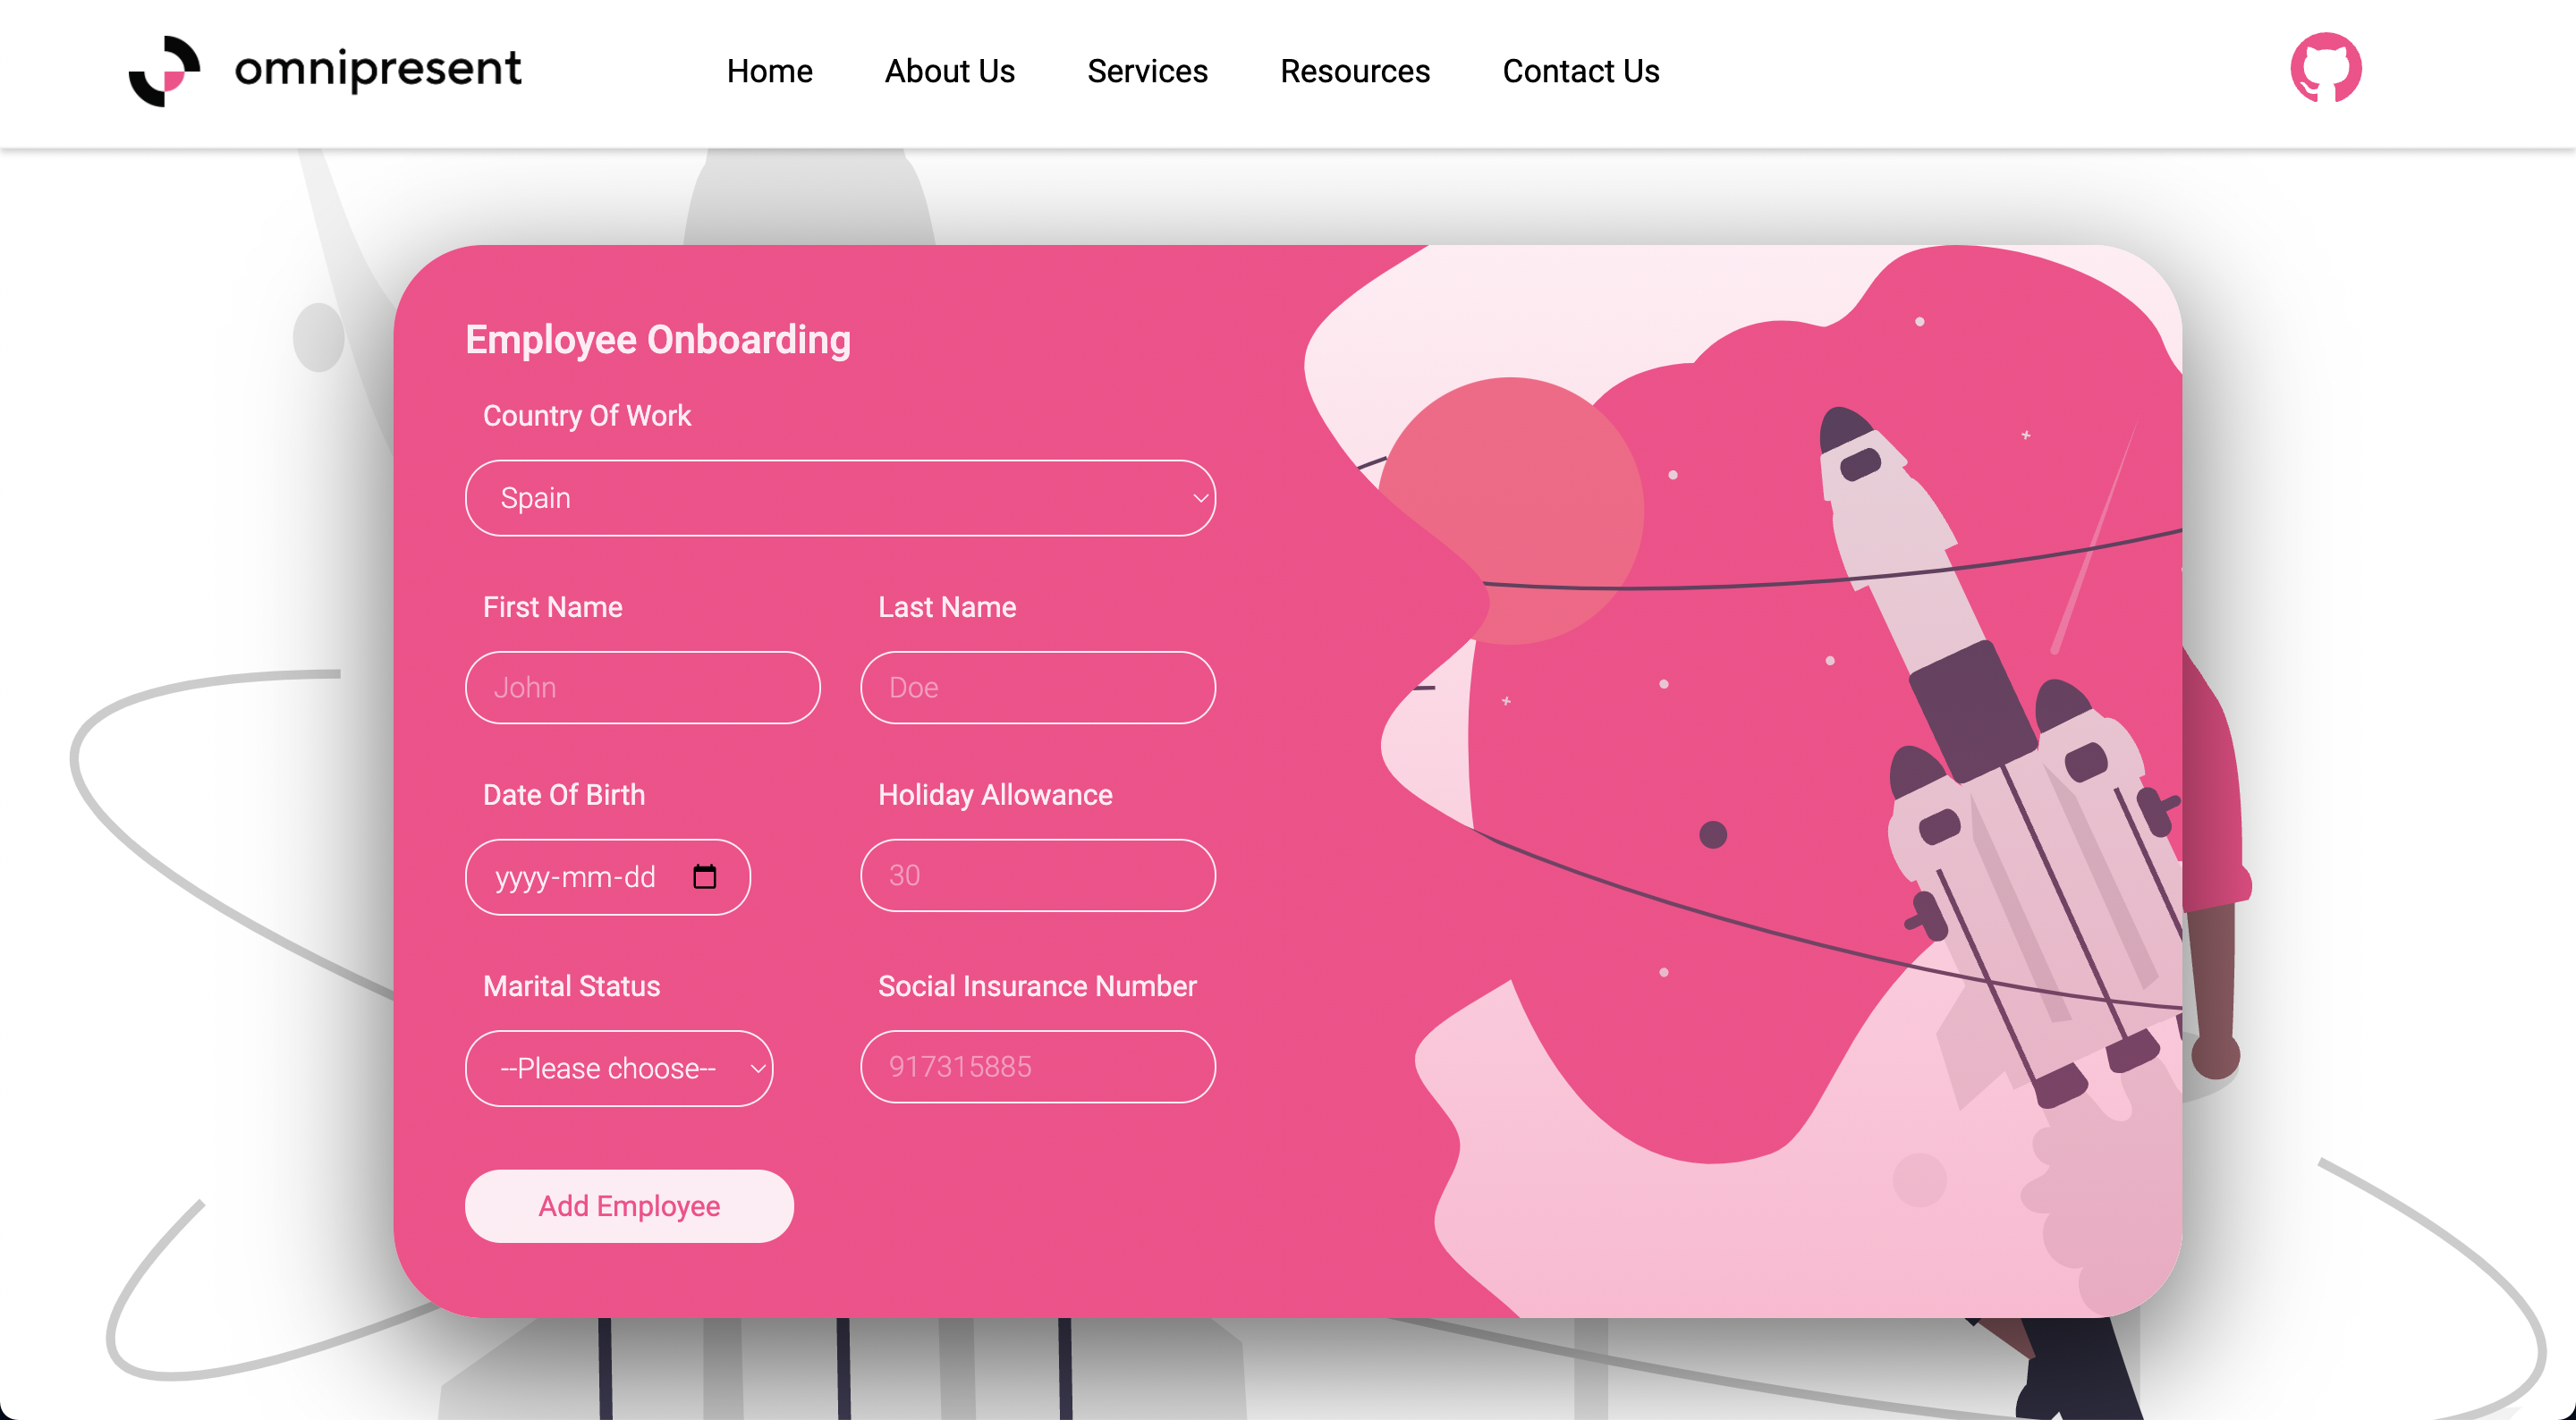 omnipresent
Home About Us Services Resources Contact Us
Employee Onboarding
Country Of Work
Spain
First Name Last Name
John Doe
Date Of Birth Holiday Allowance
yyyy-mm-dd 30
Marital Status Social Insurance Number
--Please choose-- 917315885
Add Employee